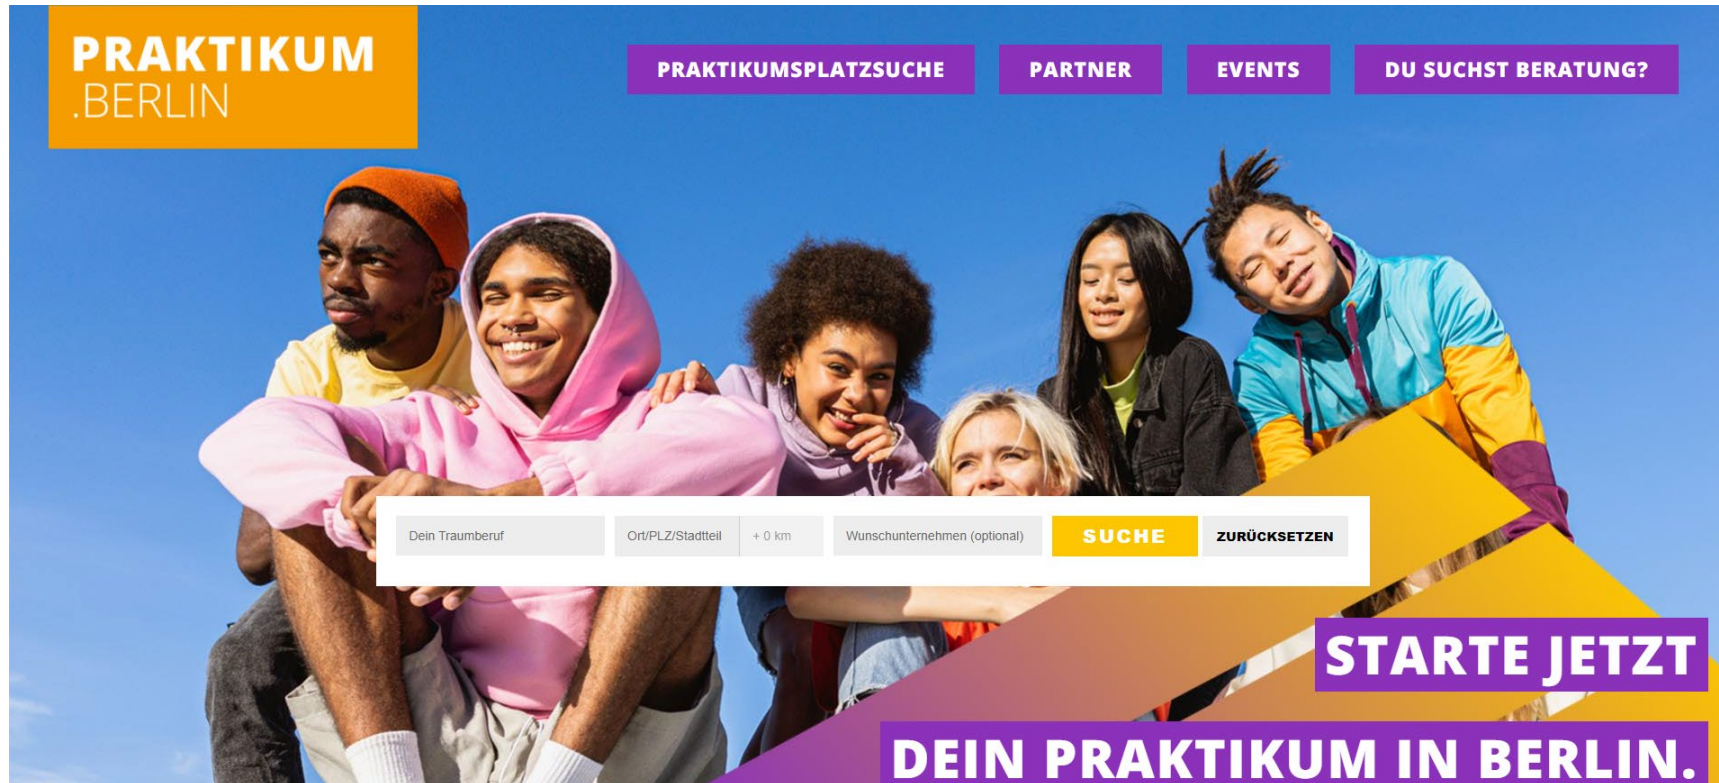 PRAKTIKUM
.BERLIN
PRAKTIKUMSPLATZSUCHE
PARTNER
EVENTS
DU SUCHST BERATUNG?
Dein Traumberuf
Ort/PLZ/Stadtteil
+ 0 km
Wunschunternehmen (optional)
SUCHE
ZURÜCKSETZEN
STARTE JETZT
DEIN PRAKTIKUM IN BERLIN.